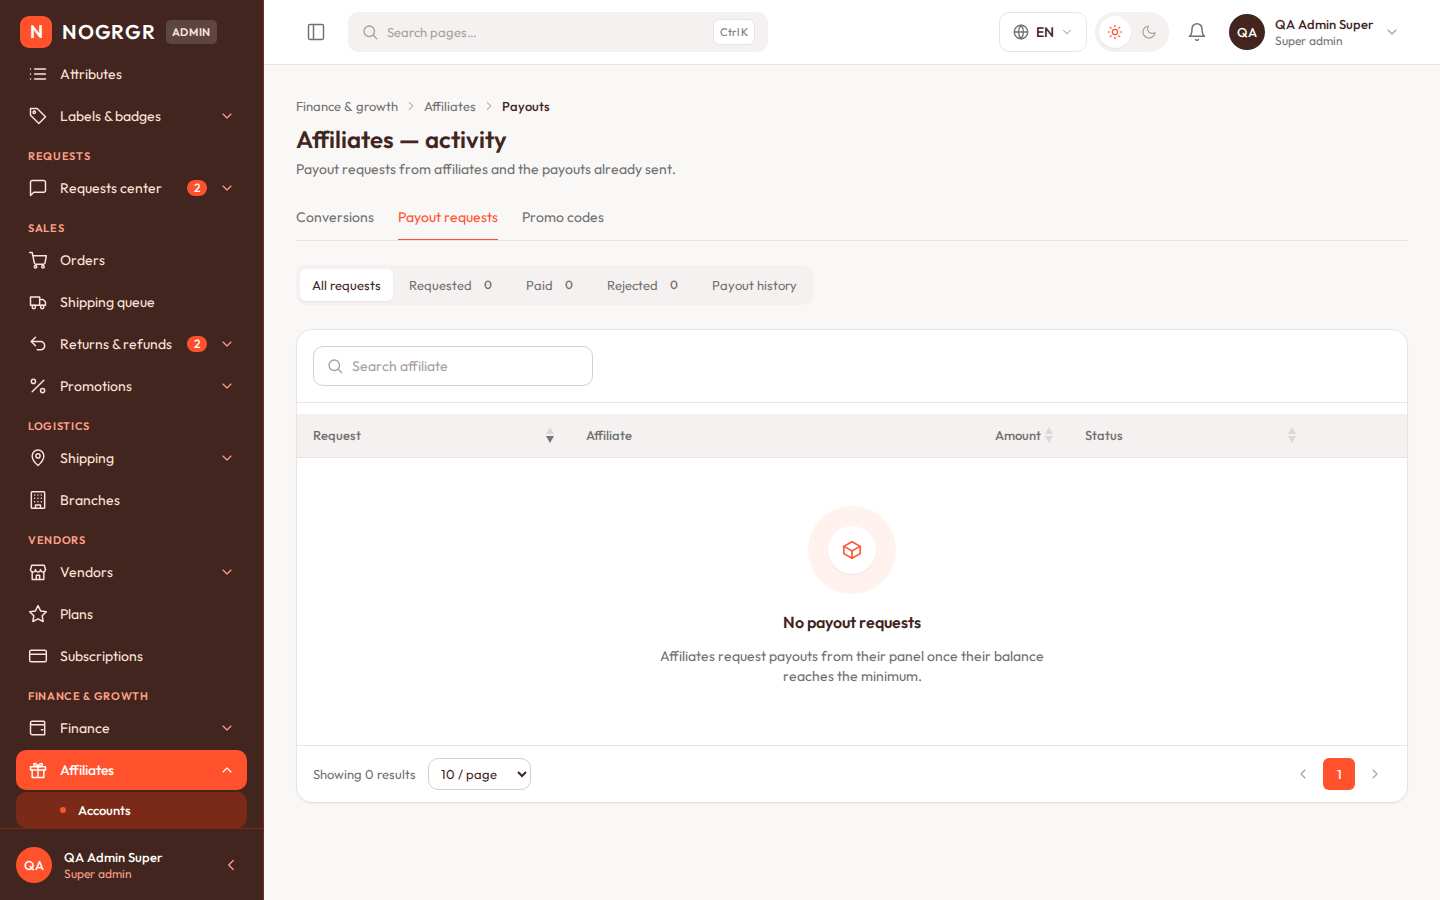 N NOGRGR ADMIN
Attributes
Labels & badges
REQUESTS
Requests center 2
SALES
Orders
Shipping queue
Returns & refunds 2
Promotions
LOGISTICS
Shipping
Branches
VENDORS
Vendors
Plans
Subscriptions
FINANCE & GROWTH
Finance
Affiliates
Accounts
QA QA Admin Super
Super admin
Search pages... Ctrl K
EN
QA QA Admin Super
Super admin
Finance & growth Affiliates Payouts
Affiliates — activity
Payout requests from affiliates and the payouts already sent.
Conversions Payout requests Promo codes
All requests Requested 0 Paid 0 Rejected 0 Payout history
Search affiliate
Request Affiliate Amount Status
No payout requests
Affiliates request payouts from their panel once their balance
reaches the minimum.
Showing 0 results 10 / page 1